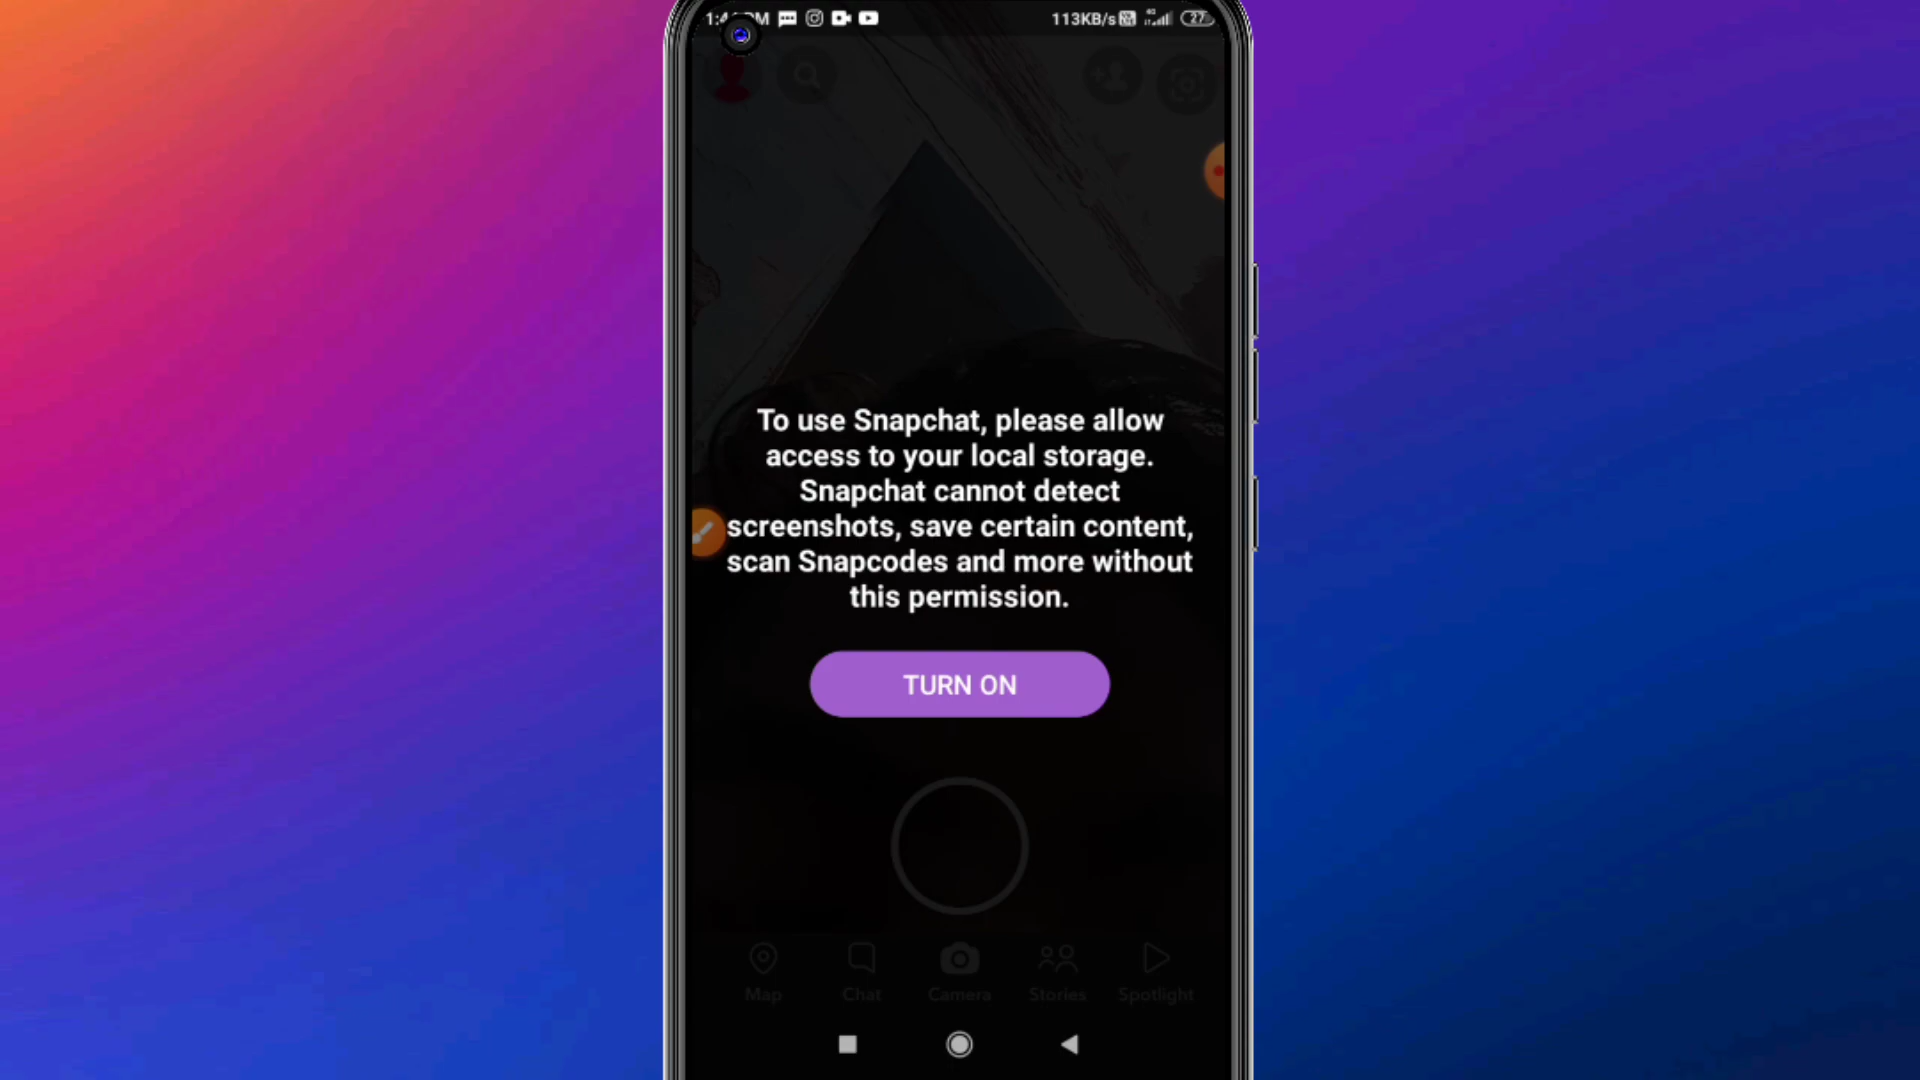 113KB/s 27
To use Snapchat, please allow
access to your local storage.
Snapchat cannot detect
screenshots, save certain content,
scan Snapcodes and more without
this permission.
TURN ON
Map Chat Camera Stories Spotlight